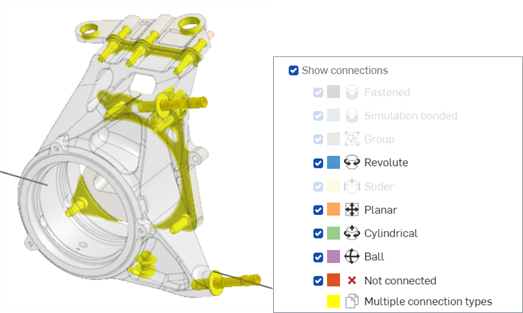 Show connections
Fastened
Simulation bonded
Group
Revolute
Slider
Planar
Cylindrical
Ball
Not connected
Multiple connection types